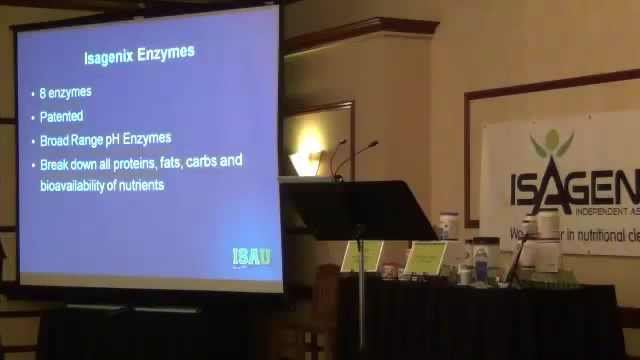 Isagenix Enzymes
• 8 enzymes
• Patented
• Broad Range pH Enzymes
• Break down all proteins, fats, carbs and
bioavailability of nutrients
ISAU
ISAGEN
INDEPENDENT AS
in nutritional cle